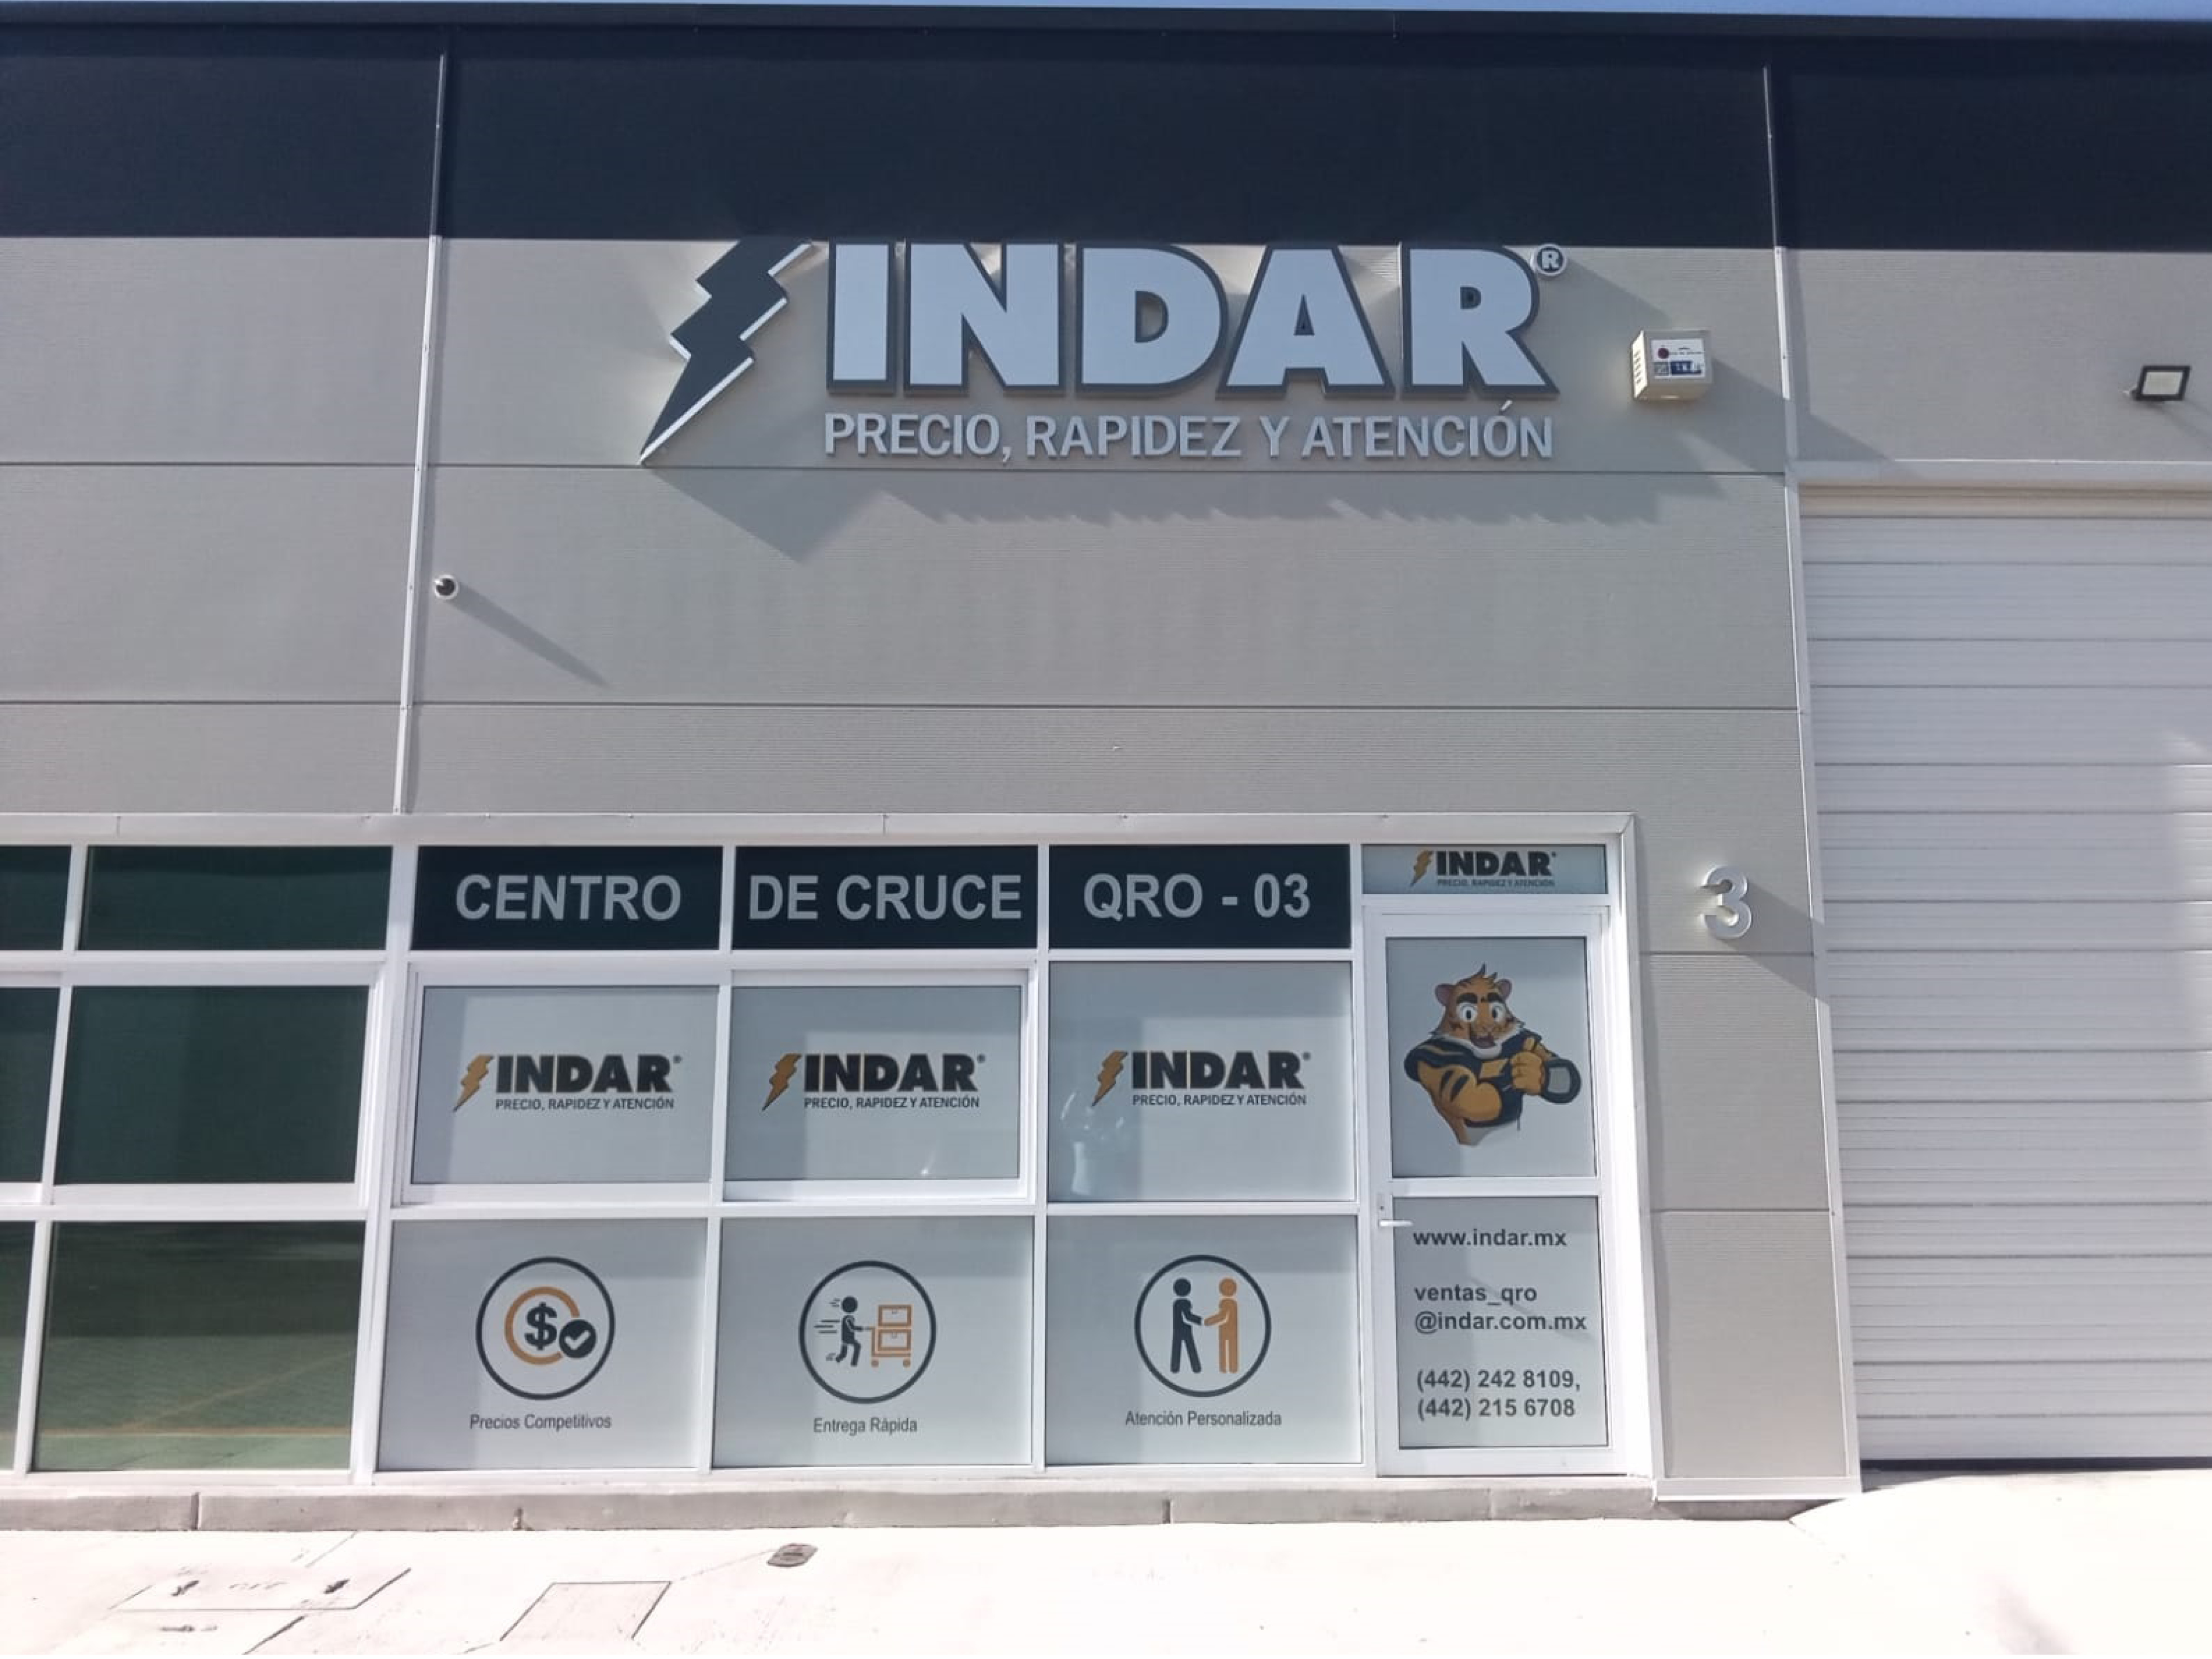 INDAR®
PRECIO, RAPIDEZ Y ATENCIÓN
CENTRO DE CRUCE QRO - 03
INDAR®
PRECIO, RAPIDEZ Y ATENCIÓN
3
INDAR®
PRECIO, RAPIDEZ Y ATENCIÓN
INDAR®
PRECIO, RAPIDEZ Y ATENCIÓN
INDAR®
PRECIO, RAPIDEZ Y ATENCIÓN
$
Precios Competitivos
Entrega Rápida
Atención Personalizada
www.indar.mx
ventas_qro
@indar.com.mx
(442) 242 8109,
(442) 215 6708